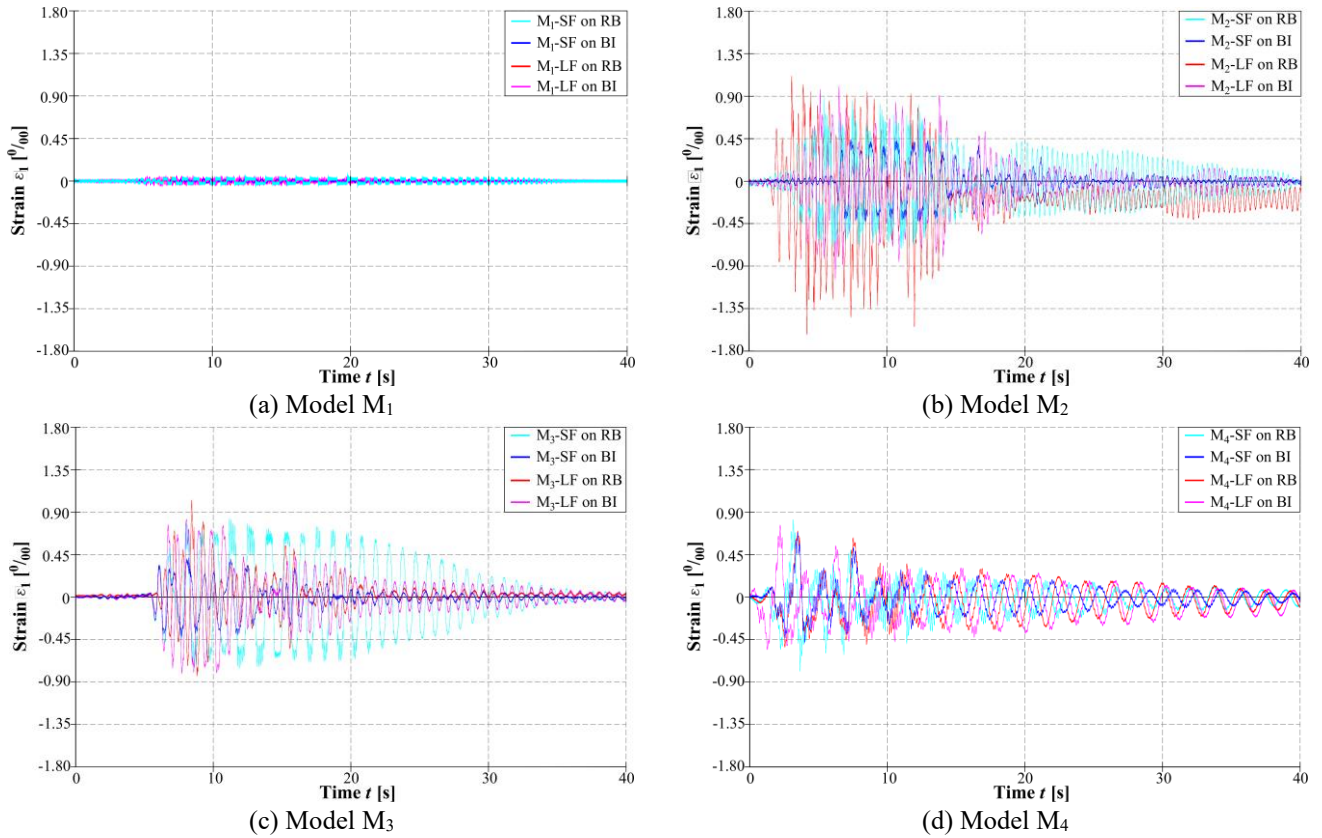 1.80
1.35
0.90
0.45
0
-0.45
-0.90
-1.35
-1.80
Strain ε₁ [⁰/₀₀]
0 10 20 30 40
Time t [s]
M₁-SF on RB
M₁-SF on BI
M₁-LF on RB
M₁-LF on BI
(a) Model M₁
1.80
1.35
0.90
0.45
0
-0.45
-0.90
-1.35
-1.80
Strain ε₁ [⁰/₀₀]
0 10 20 30 40
Time t [s]
M₂-SF on RB
M₂-SF on BI
M₂-LF on RB
M₂-LF on BI
(b) Model M₂
1.80
1.35
0.90
0.45
0
-0.45
-0.90
-1.35
-1.80
Strain ε₁ [⁰/₀₀]
0 10 20 30 40
Time t [s]
M₃-SF on RB
M₃-SF on BI
M₃-LF on RB
M₃-LF on BI
(c) Model M₃
1.80
1.35
0.90
0.45
0
-0.45
-0.90
-1.35
-1.80
Strain ε₁ [⁰/₀₀]
0 10 20 30 40
Time t [s]
M₄-SF on RB
M₄-SF on BI
M₄-LF on RB
M₄-LF on BI
(d) Model M₄